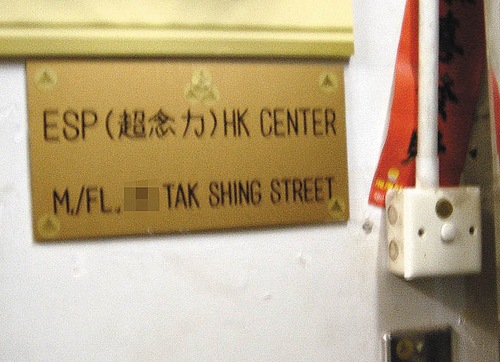 ESP(超念力)HK CENTER
M./FL., TAK SHING STREET